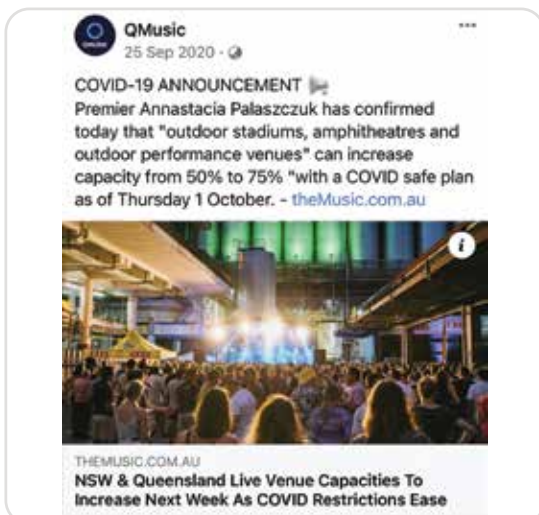 QMusic
25 Sep 2020 ·
COVID-19 ANNOUNCEMENT
Premier Annastacia Palaszczuk has confirmed
today that "outdoor stadiums, amphitheatres and
outdoor performance venues" can increase
capacity from 50% to 75% "with a COVID safe plan
as of Thursday 1 October. - theMusic.com.au
i
THEMUSIC.COM.AU
NSW & Queensland Live Venue Capacities To
Increase Next Week As COVID Restrictions Ease